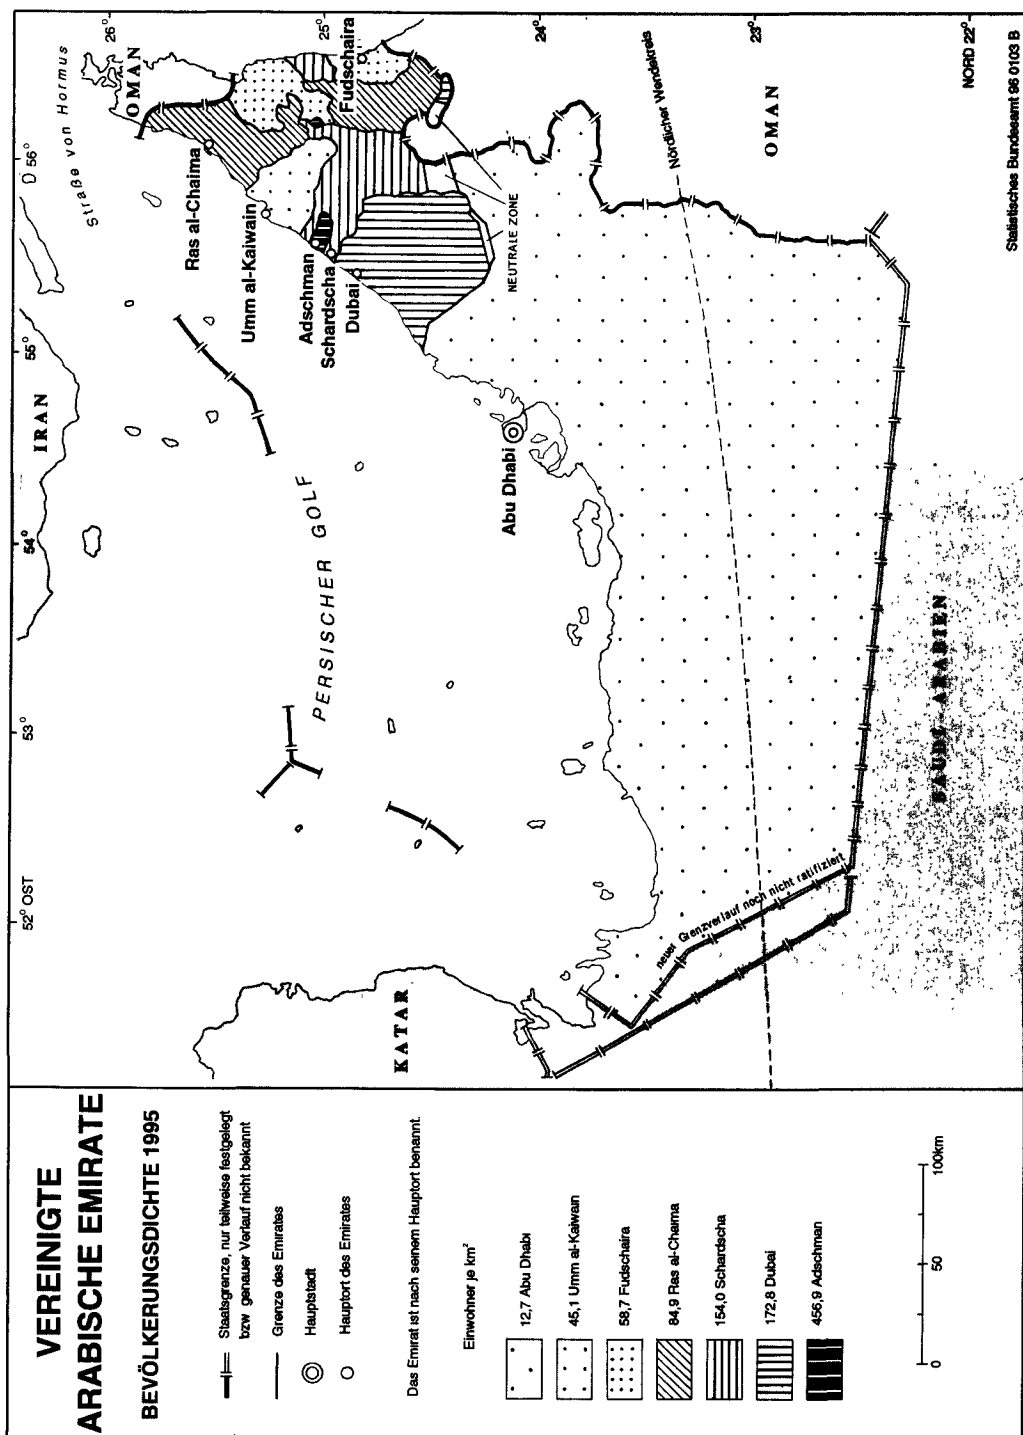 VEREINIGTE
ARABISCHE EMIRATE
BEVÖLKERUNGSDICHTE 1995
Staatsgrenze, nur teilweise festgelegt
bzw genauer Verlauf nicht bekannt
Grenze des Emirates
Hauptstadt
Hauptort des Emirates
Das Emirat ist nach seinem Hauptort benannt.
Einwohner je km²
12,7 Abu Dhabi
45,1 Umm al-Kaiwan
58,7 Fudschaira
84,9 Ras al-Chaima
154,0 Schardscha
172,8 Dubai
456,9 Adschman
0 50 100km
52° OST
53°
54°
55°
56°
26°
25°
24°
23°
NORD 22°
IRAN
Straße von Hormus
OMAN
Ras al-Chaima
Umm al-Kaiwain
Adschman
Schardscha
Dubai
Fudschaira
PERSISCHER GOLF
NEUTRALE ZONE
Abu Dhabi
Nördlicher Wendekreis
OMAN
KATAR
neuer Grenzverlauf noch nicht ratifiziert
SAUDI-ARABIEN
Statistisches Bundesamt 96 0103 B